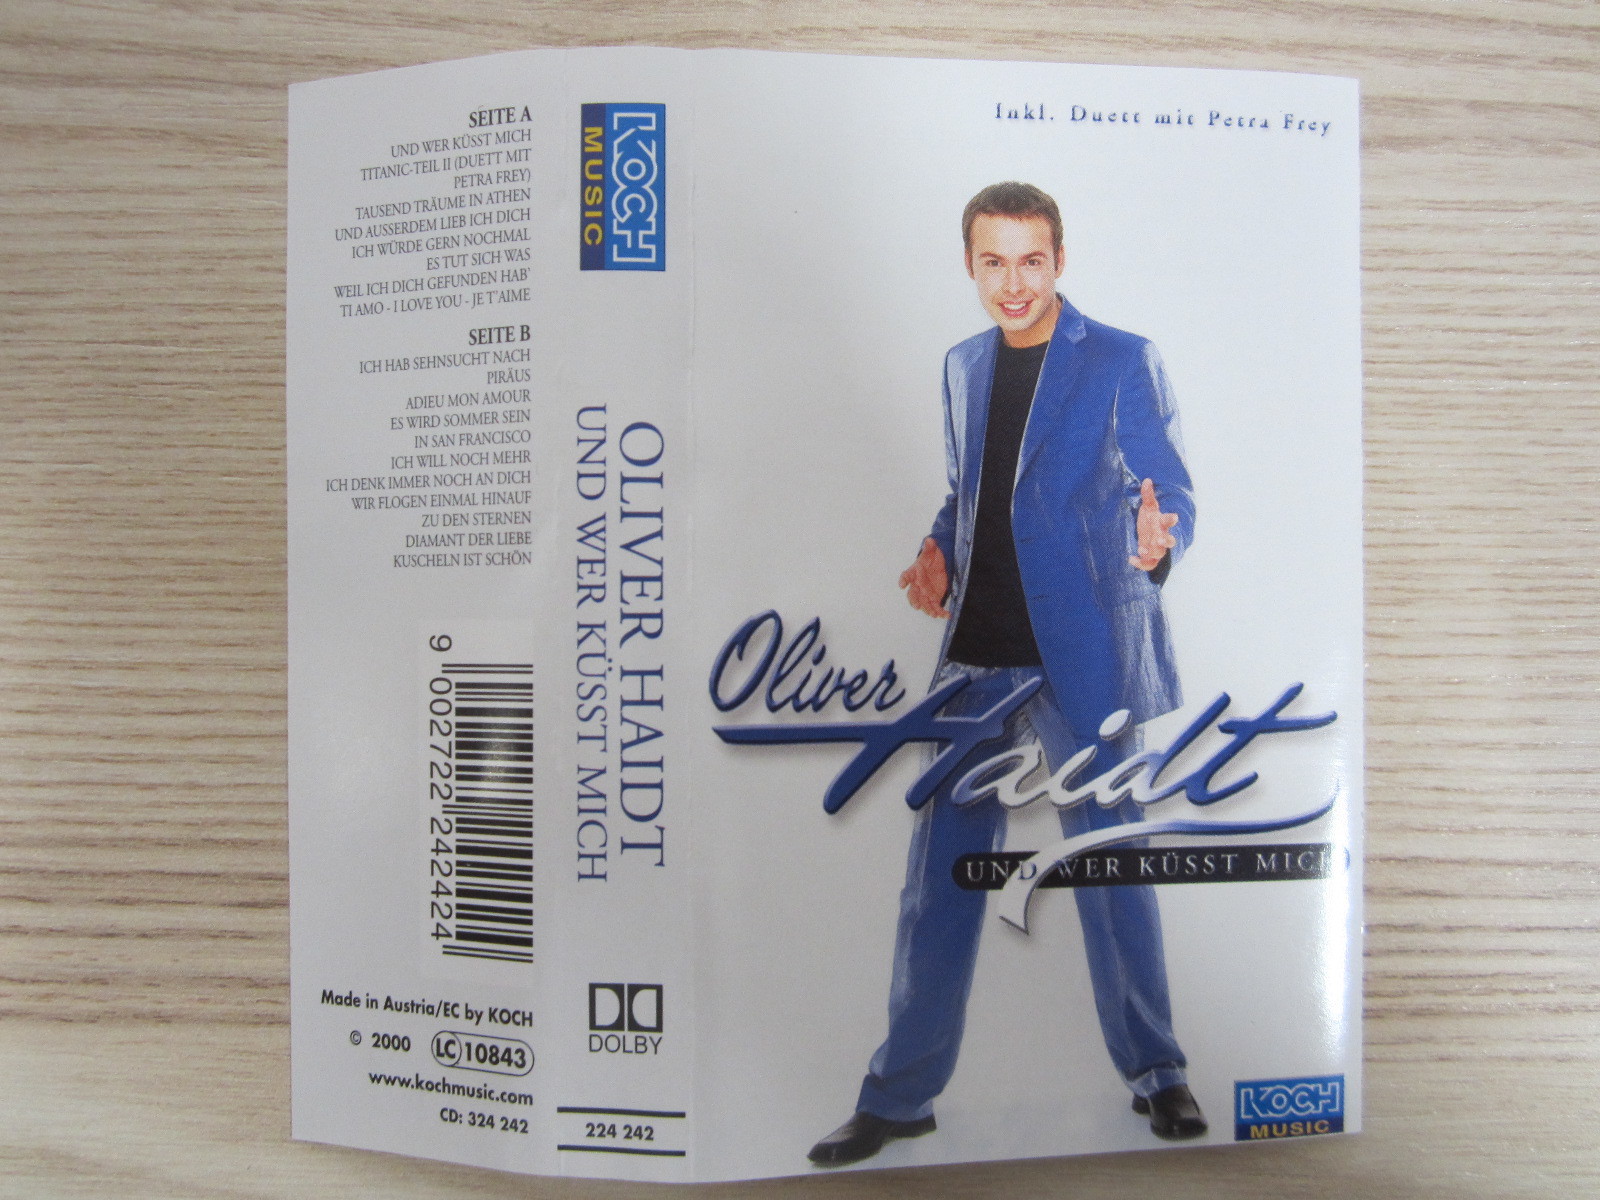 SEITE A
UND WER KÜSST MICH
TITANIC-TEIL II (DUETT MIT
PETRA FREY)
TAUSEND TRÄUME IN ATHEN
UND AUSSERDEM LIEB ICH DICH
ICH WÜRDE GERN NOCHMAL
ES TUT SICH WAS
WEIL ICH DICH GEFUNDEN HAB'
TI AMO - I LOVE YOU - JE T'AIME
SEITE B
ICH HAB SEHNSUCHT NACH
PIRÄUS
ADIEU MON AMOUR
ES WIRD SOMMER SEIN
IN SAN FRANCISCO
ICH WILL NOCH MEHR
ICH DENK IMMER NOCH AN DICH
WIR FLOGEN EINMAL HINAUF
ZU DEN STERNEN
DIAMANT DER LIEBE
KUSCHELN IST SCHÖN
9 002722 242424
Made in Austria/EC by KOCH
© 2000 LC 10843
www.kochmusic.com
CD: 324 242
KOCH
MUSIC
OLIVER HAIDT
UND WER KÜSST MICH
DOLBY
224 242
Inkl. Duett mit Petra Frey
Oliver
Haidt
UND WER KÜSST MICH
KOCH
MUSIC